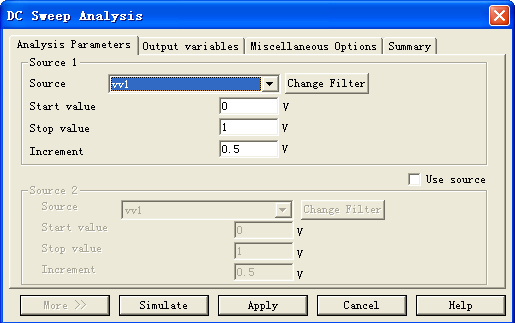 DC Sweep Analysis
Analysis Parameters Output variables Miscellaneous Options Summary
Source 1
Source vv1 Change Filter
Start value 0 V
Stop value 1 V
Increment 0.5 V
Use source
Source 2
Source vv1 Change Filter
Start value 0 V
Stop value 1 V
Increment 0.5 V
More >> Simulate Apply Cancel Help